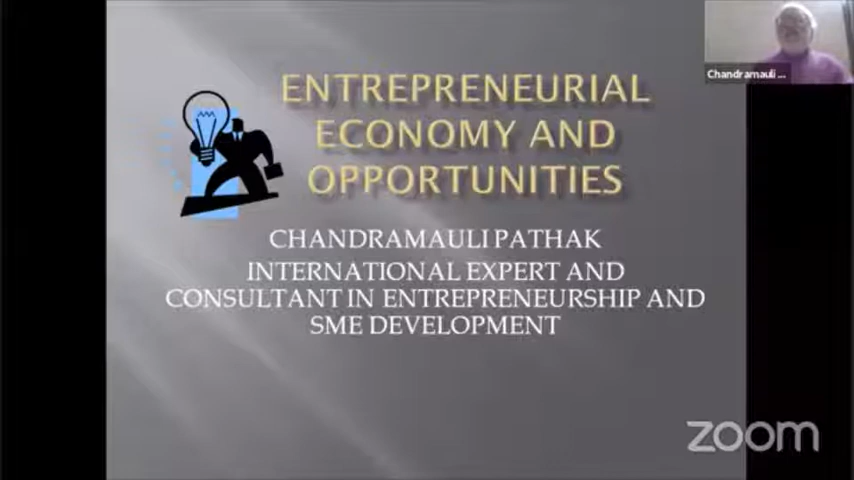 Chandramauli ...
ENTREPRENEURIAL
ECONOMY AND
OPPORTUNITIES
CHANDRAMAULI PATHAK
INTERNATIONAL EXPERT AND
CONSULTANT IN ENTREPRENEURSHIP AND
SME DEVELOPMENT
zoom